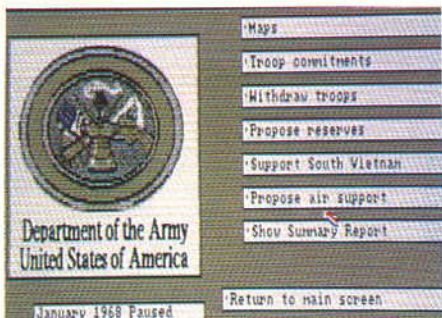 Maps
Troop commitments
Withdraw troops
Propose reserves
Support South Vietnam
Propose air support
Show Summary Report
Department of the Army
United States of America
January 1968 Paused
Return to main screen